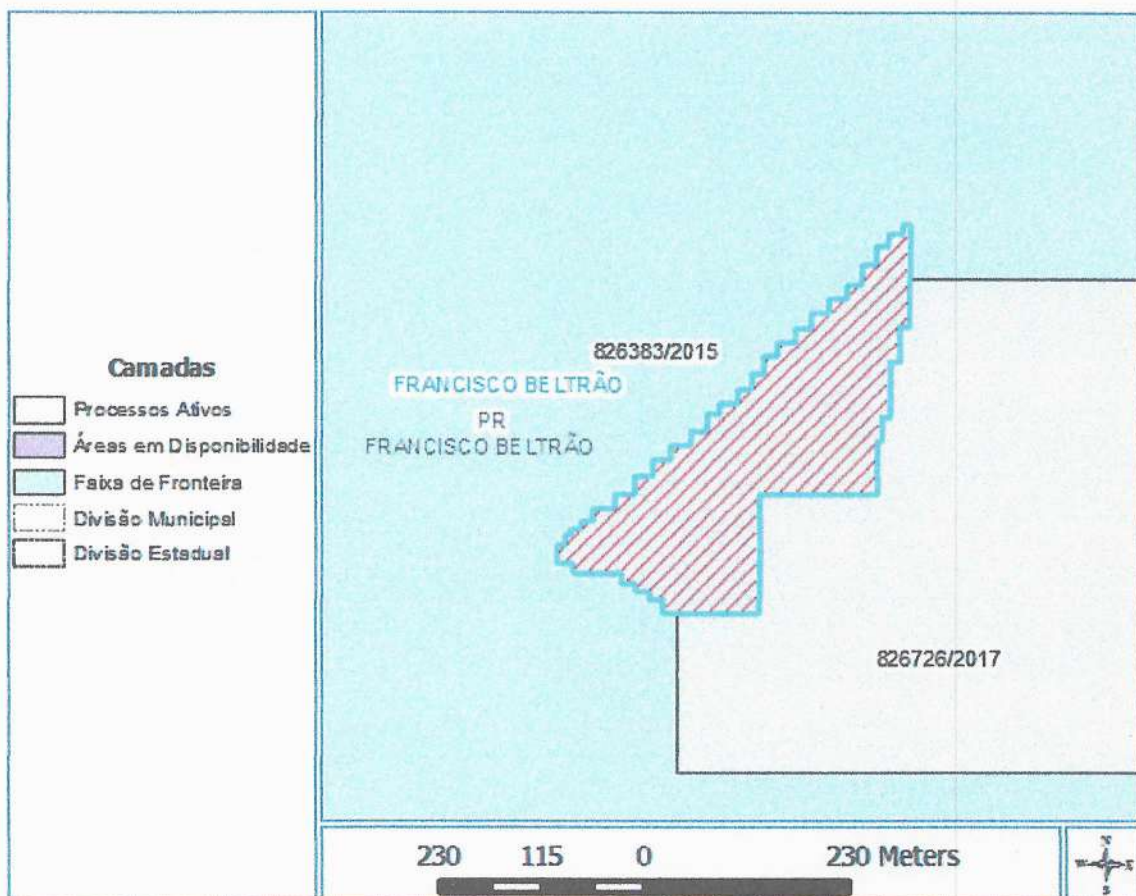 Camadas
Processos Ativos
Áreas em Disponibilidade
Faixa de Fronteira
Divisão Municipal
Divisão Estadual
826383/2015
FRANCISCO BELTRÃO
PR
FRANCISCO BELTRÃO
826726/2017
230 115 0 230 Meters
N
W E
S